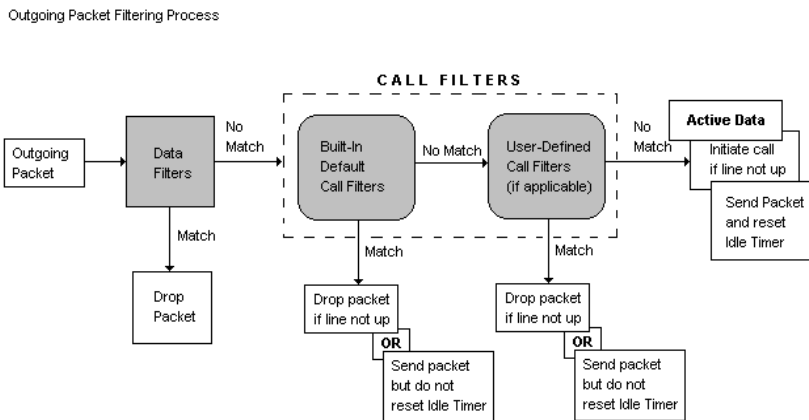 Outgoing Packet Filtering Process
CALL FILTERS
Outgoing
Packet
Data
Filters
No
Match
Built-In
Default
Call Filters
No Match
User-Defined
Call Filters
(if applicable)
No
Match
Active Data
Initiate call
if line not up
Send Packet
and reset
Idle Timer
Match
Drop
Packet
Match
Drop packet
if line not up
OR
Send packet
but do not
reset Idle Timer
Match
Drop packet
if line not up
OR
Send packet
but do not
reset Idle Timer